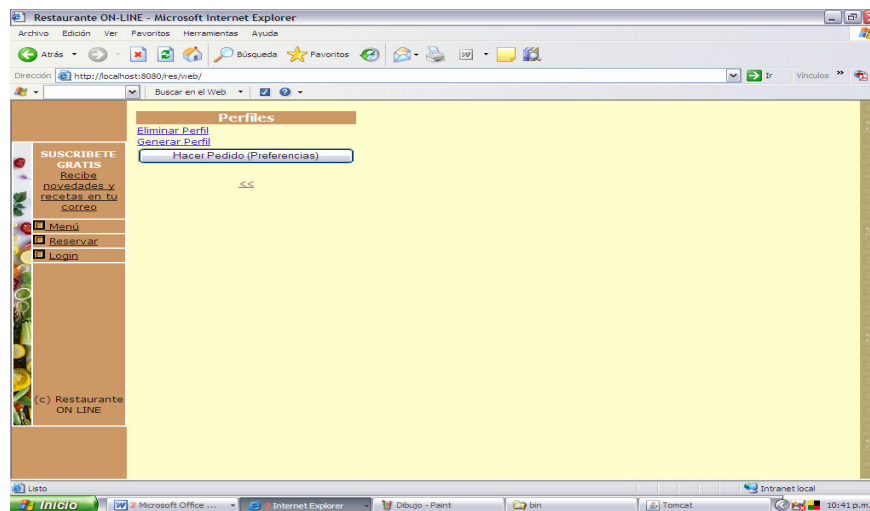 Restaurante ON-LINE - Microsoft Internet Explorer
Archivo Edición Ver Favoritos Herramientas Ayuda
Atrás Búsqueda Favoritos
Dirección http://localhost:8080/res/web/ Ir Vínculos »
Buscar en el Web
Perfiles
Eliminar Perfil
Generar Perfil
Hacer Pedido (Preferencias)
<<
SUSCRIBETE
GRATIS
Recibe
novedades y
recetas en tu
correo
Menú
Reservar
Login
(c) Restaurante
ON LINE
Listo Intranet local
Inicio 2 Microsoft Office ... 2 Internet Explorer Dibujo - Paint bin Tomcat 10:41 p.m.